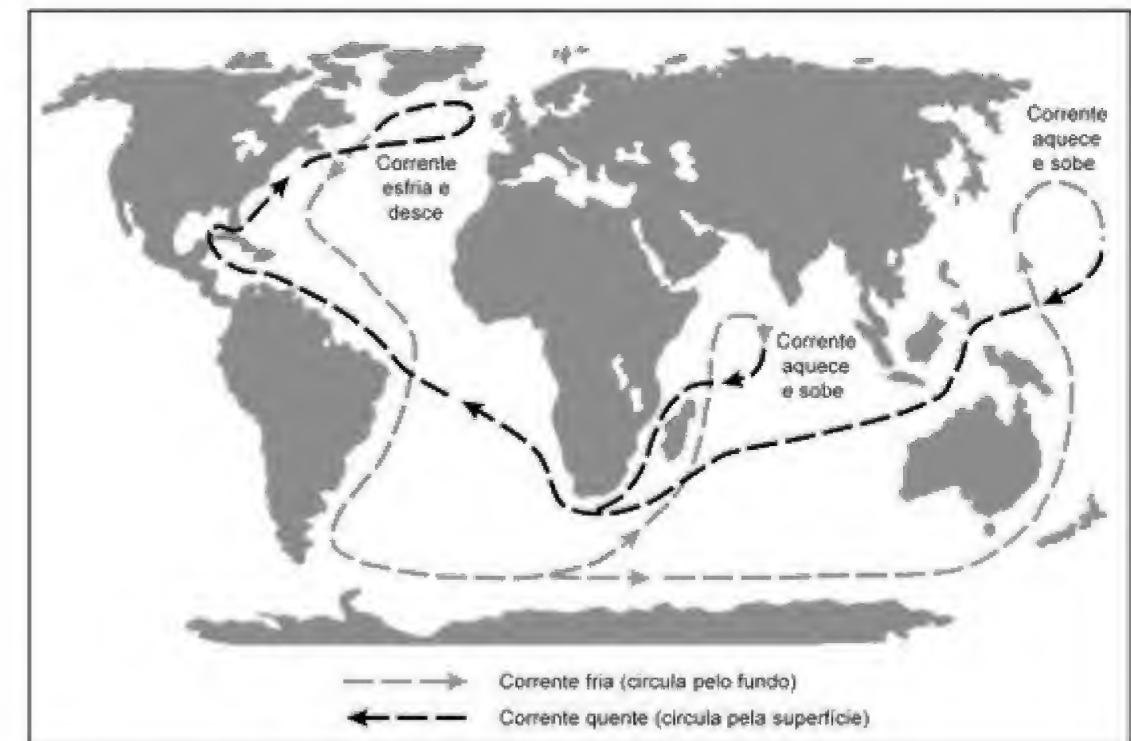 Corrente
aquece
e sobe
Corrente
esfria e
desce
Corrente
aquece
e sobe
Corrente fria (circula pelo fundo)
Corrente quente (circula pela superfície)